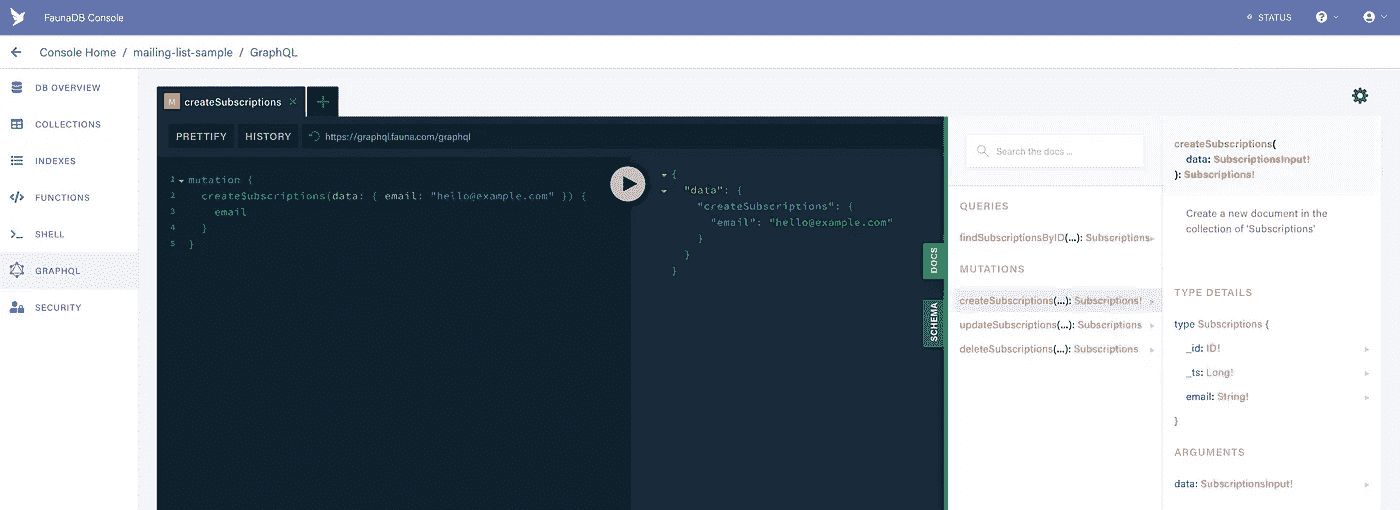 FaunaDB Console
STATUS
Console Home / mailing-list-sample / GraphQL
DB OVERVIEW
COLLECTIONS
INDEXES
FUNCTIONS
SHELL
GRAPHQL
SECURITY
M createSubscriptions
PRETTIFY HISTORY https://graphql.fauna.com/graphql
1 mutation {
2 createSubscriptions(data: { email: "hello@example.com" }) {
3 email
4 }
5 }
{
"data": {
"createSubscriptions": {
"email": "hello@example.com"
}
}
}
DOCS
SCHEMA
Search the docs ...
QUERIES
findSubscriptionsByID(...): Subscriptions
MUTATIONS
createSubscriptions(...): Subscriptions!
updateSubscriptions(...): Subscriptions
deleteSubscriptions(...): Subscriptions
createSubscriptions(
data: SubscriptionsInput!
): Subscriptions!
Create a new document in the
collection of 'Subscriptions'
TYPE DETAILS
type Subscriptions {
_id: ID!
_ts: Long!
email: String!
}
ARGUMENTS
data: SubscriptionsInput!